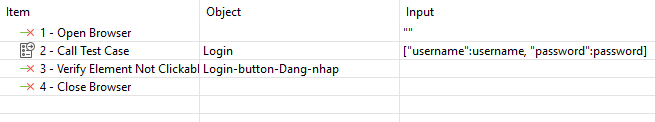 Item Object Input
1 - Open Browser ""
2 - Call Test Case Login ["username":username, "password":password]
3 - Verify Element Not Clickabl Login-button-Dang-nhap
4 - Close Browser